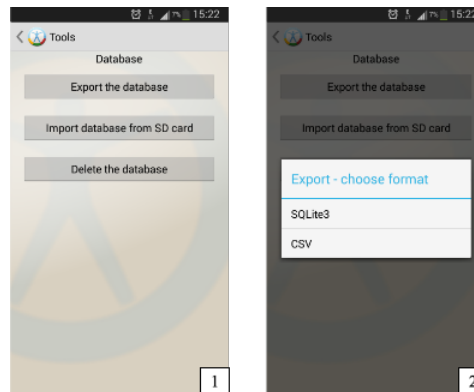 15:22
Tools
Database
Export the database
Import database from SD card
Delete the database
1
15:22
Tools
Database
Export the database
Import database from SD card
Export - choose format
SQLite3
CSV
2